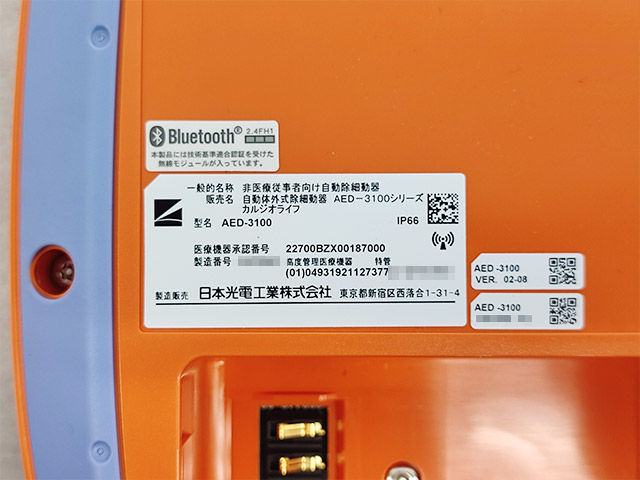 Bluetooth® 2.4FH1
本製品には技術基準適合認証を受けた
無線モジュールが入っています。
一般的名称 非医療従事者向け自動除細動器
販売名 自動体外式除細動器 AED-3100シリーズ
カルジオライフ
型名 AED-3100 IP66
医療機器承認番号 22700BZX00187000
製造番号 高度管理医療機器 特管
(01)04931921127377
製造販売 日本光電工業株式会社 東京都新宿区西落合1-31-4
AED-3100
VER. 02-08
AED-3100